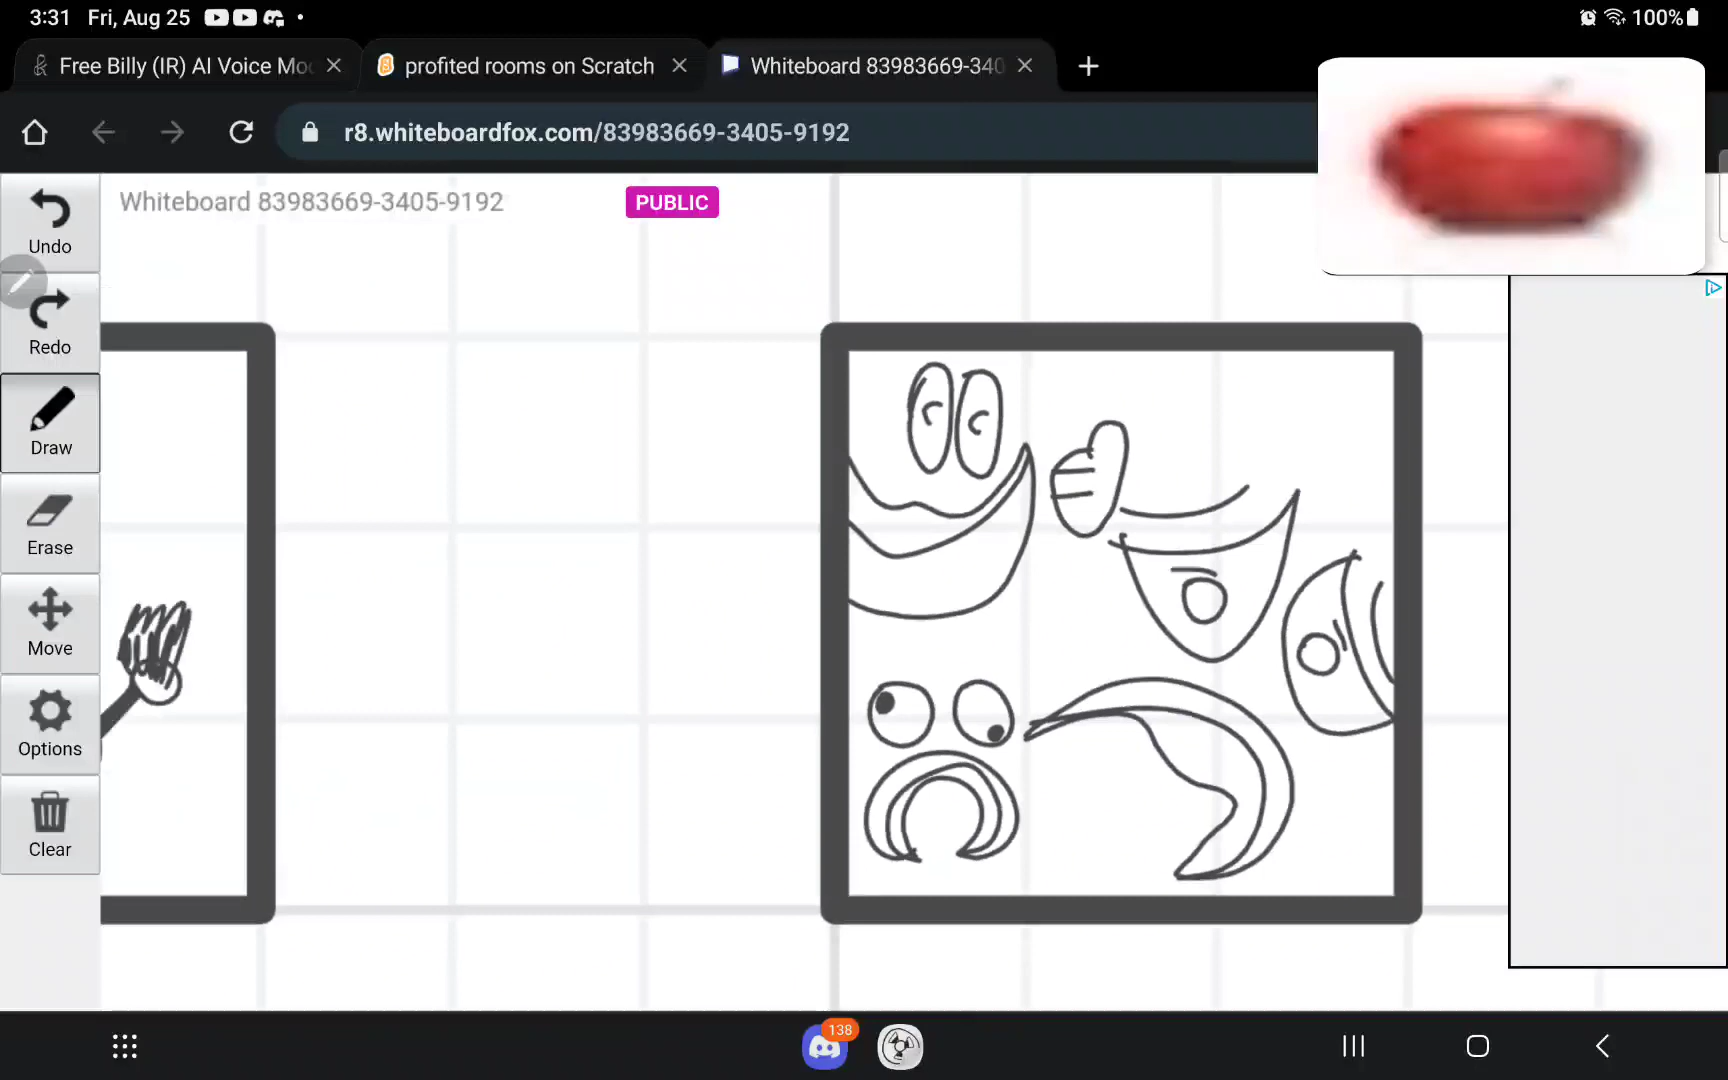 3:31 Fri, Aug 25 100%
Free Billy (IR) AI Voice Mo
profited rooms on Scratch
Whiteboard 83983669-340
r8.whiteboardfox.com/83983669-3405-9192
Whiteboard 83983669-3405-9192
PUBLIC
Undo
Redo
Draw
Erase
Move
Options
Clear
138